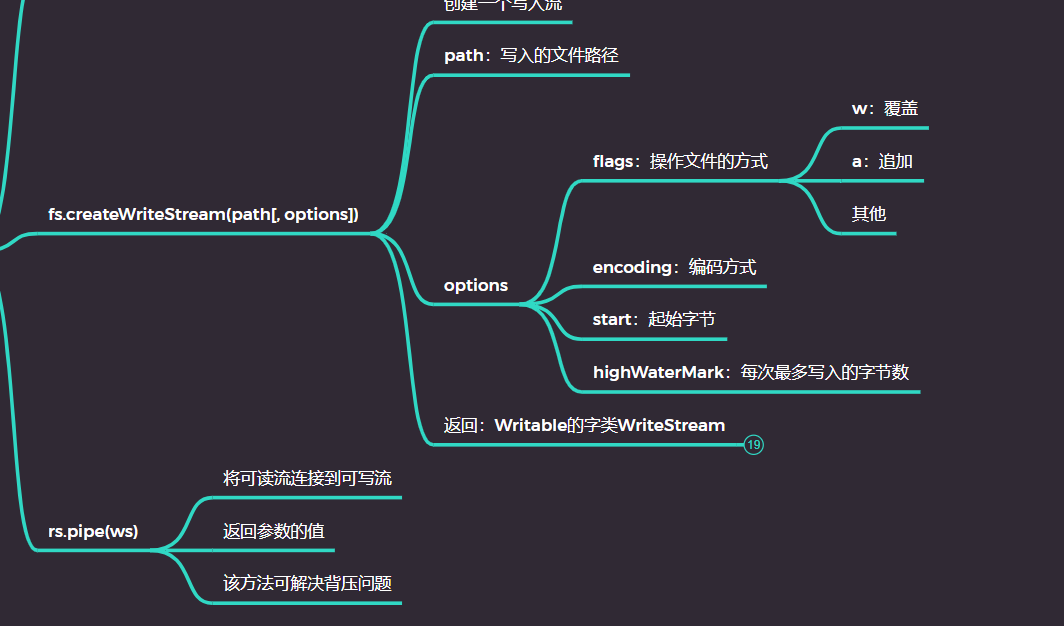 创建一个写入流
path：写入的文件路径
w：覆盖
flags：操作文件的方式
a：追加
其他
fs.createWriteStream(path[, options])
encoding：编码方式
options
start：起始字节
highWaterMark：每次最多写入的字节数
返回：Writable的字类WriteStream
19
将可读流连接到可写流
rs.pipe(ws)
返回参数的值
该方法可解决背压问题